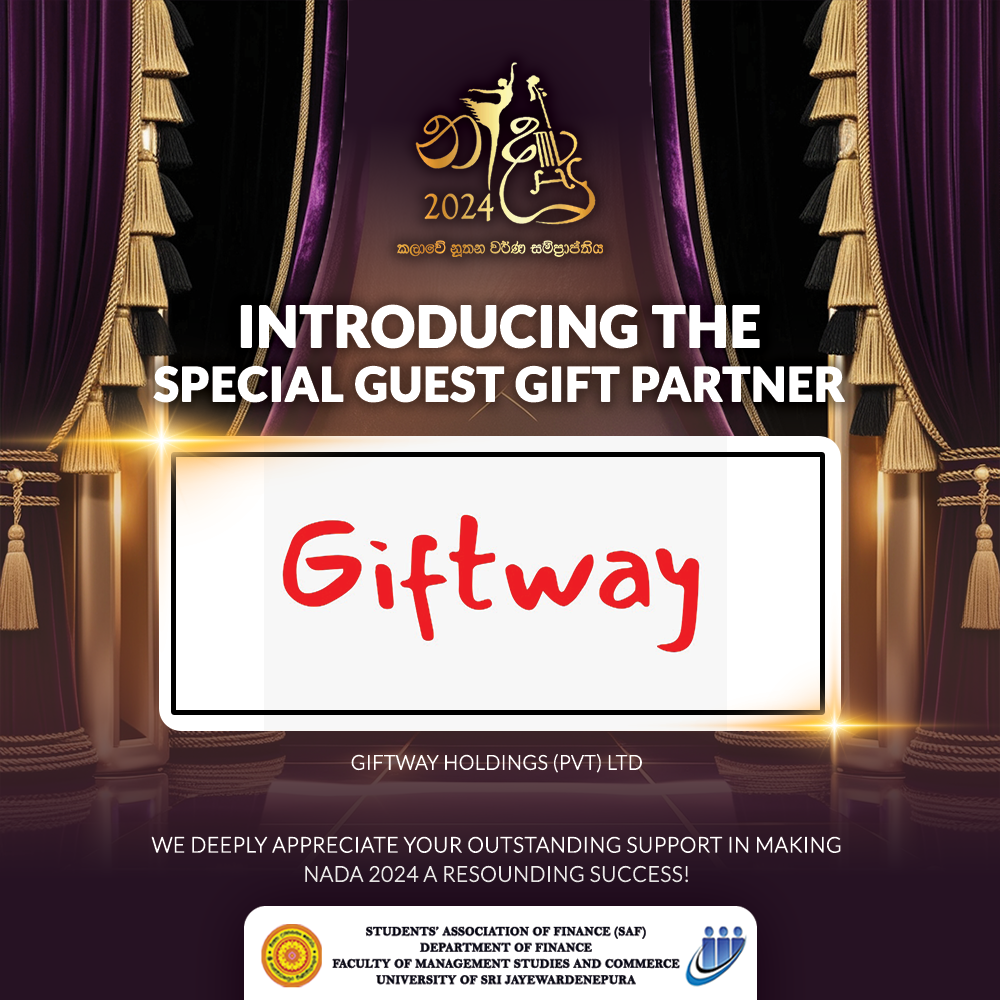 නාද
2024
කලාවේ නූතන වර්ණ සම්ප්‍රාප්තිය
INTRODUCING THE
SPECIAL GUEST GIFT PARTNER
Giftway
GIFTWAY HOLDINGS (PVT) LTD
WE DEEPLY APPRECIATE YOUR OUTSTANDING SUPPORT IN MAKING
NADA 2024 A RESOUNDING SUCCESS!
STUDENTS' ASSOCIATION OF FINANCE (SAF)
DEPARTMENT OF FINANCE
FACULTY OF MANAGEMENT STUDIES AND COMMERCE
UNIVERSITY OF SRI JAYEWARDENEPURA